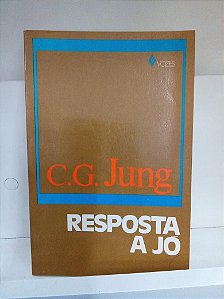 VOZES
C.G. Jung
RESPOSTA
A JÓ